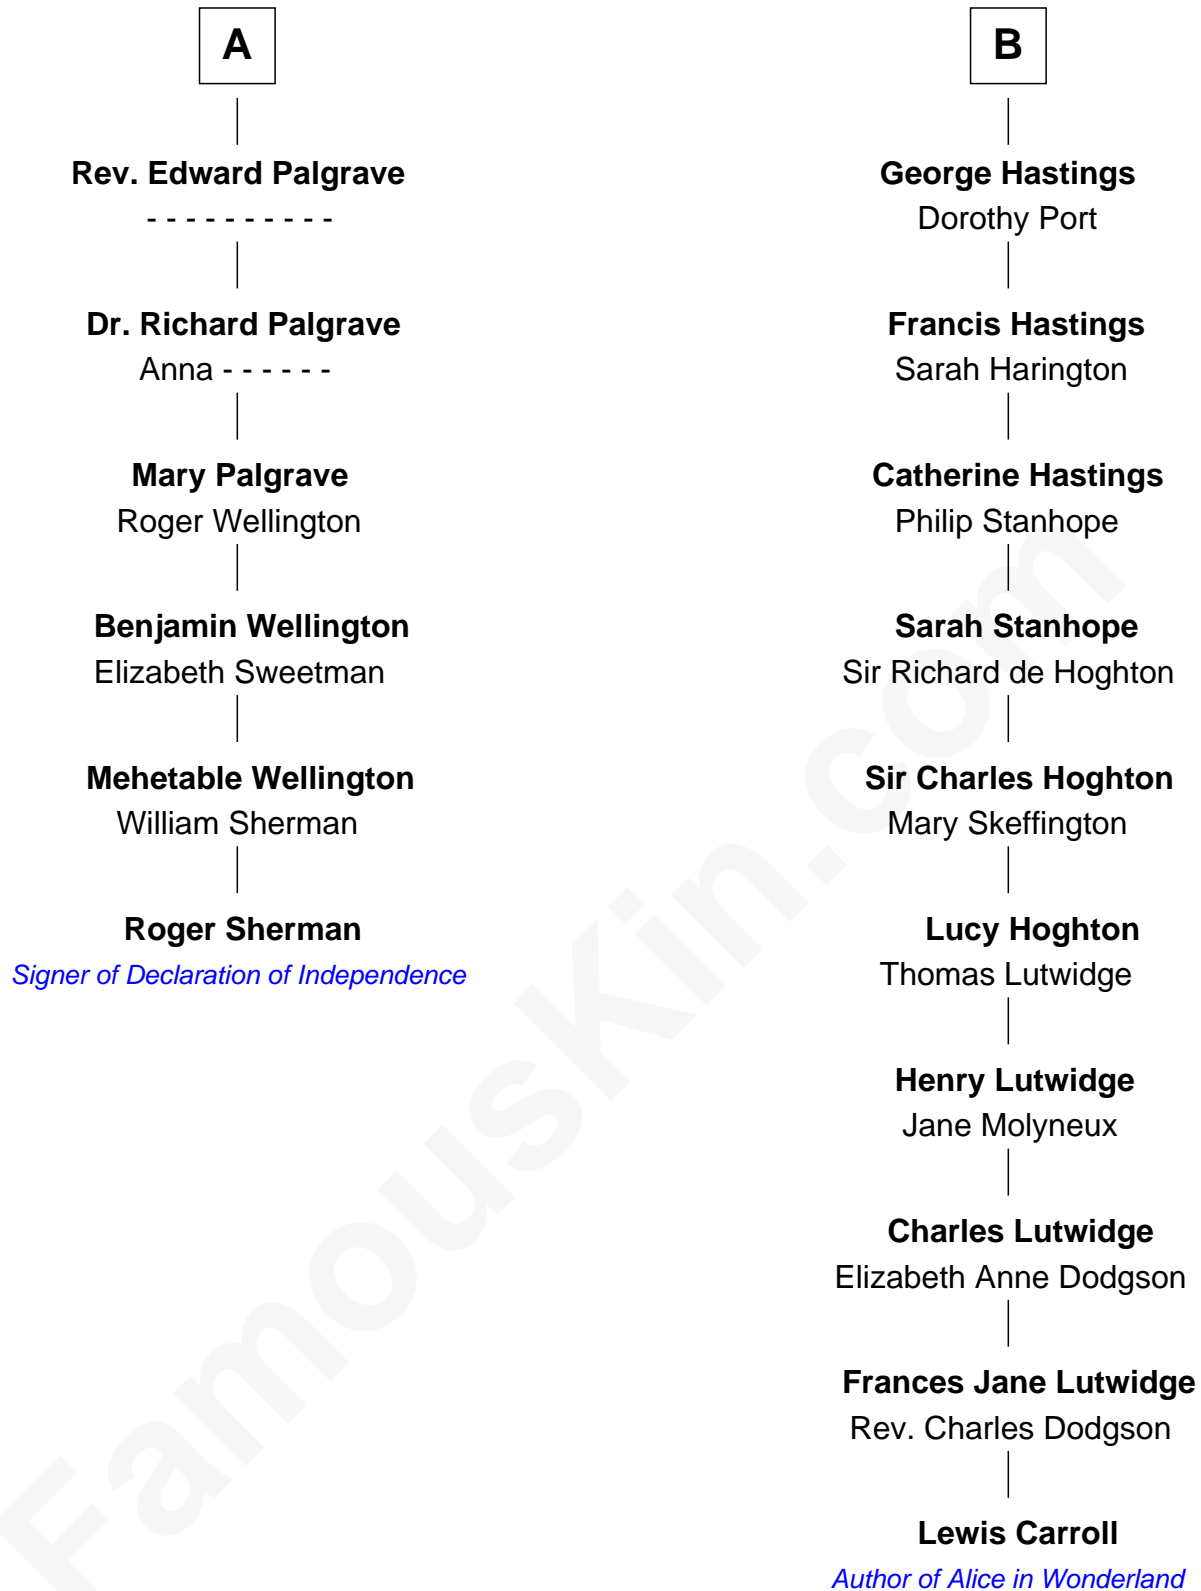 A
Rev. Edward Palgrave
- - - - - - - - - -
Dr. Richard Palgrave
Anna - - - - - -
Mary Palgrave
Roger Wellington
Benjamin Wellington
Elizabeth Sweetman
Mehetable Wellington
William Sherman
Roger Sherman
Signer of Declaration of Independence
B
George Hastings
Dorothy Port
Francis Hastings
Sarah Harington
Catherine Hastings
Philip Stanhope
Sarah Stanhope
Sir Richard de Hoghton
Sir Charles Hoghton
Mary Skeffington
Lucy Hoghton
Thomas Lutwidge
Henry Lutwidge
Jane Molyneux
Charles Lutwidge
Elizabeth Anne Dodgson
Frances Jane Lutwidge
Rev. Charles Dodgson
Lewis Carroll
Author of Alice in Wonderland
FamousKin.com